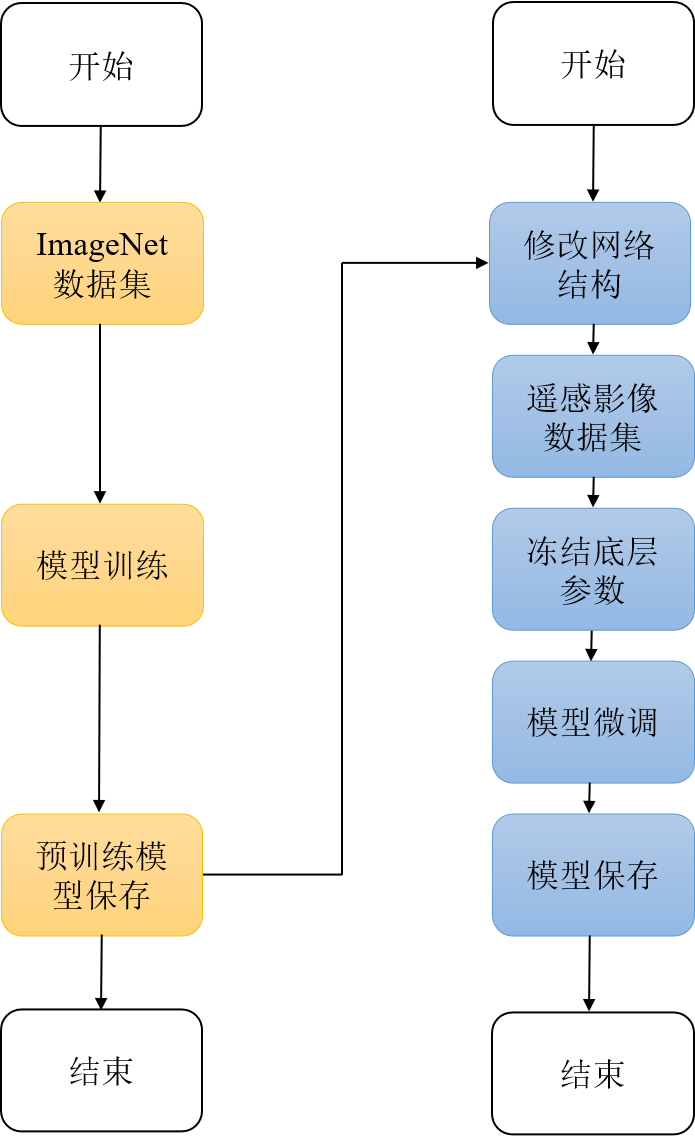 开始
ImageNet
数据集
模型训练
预训练模
型保存
结束
开始
修改网络
结构
遥感影像
数据集
冻结底层
参数
模型微调
模型保存
结束